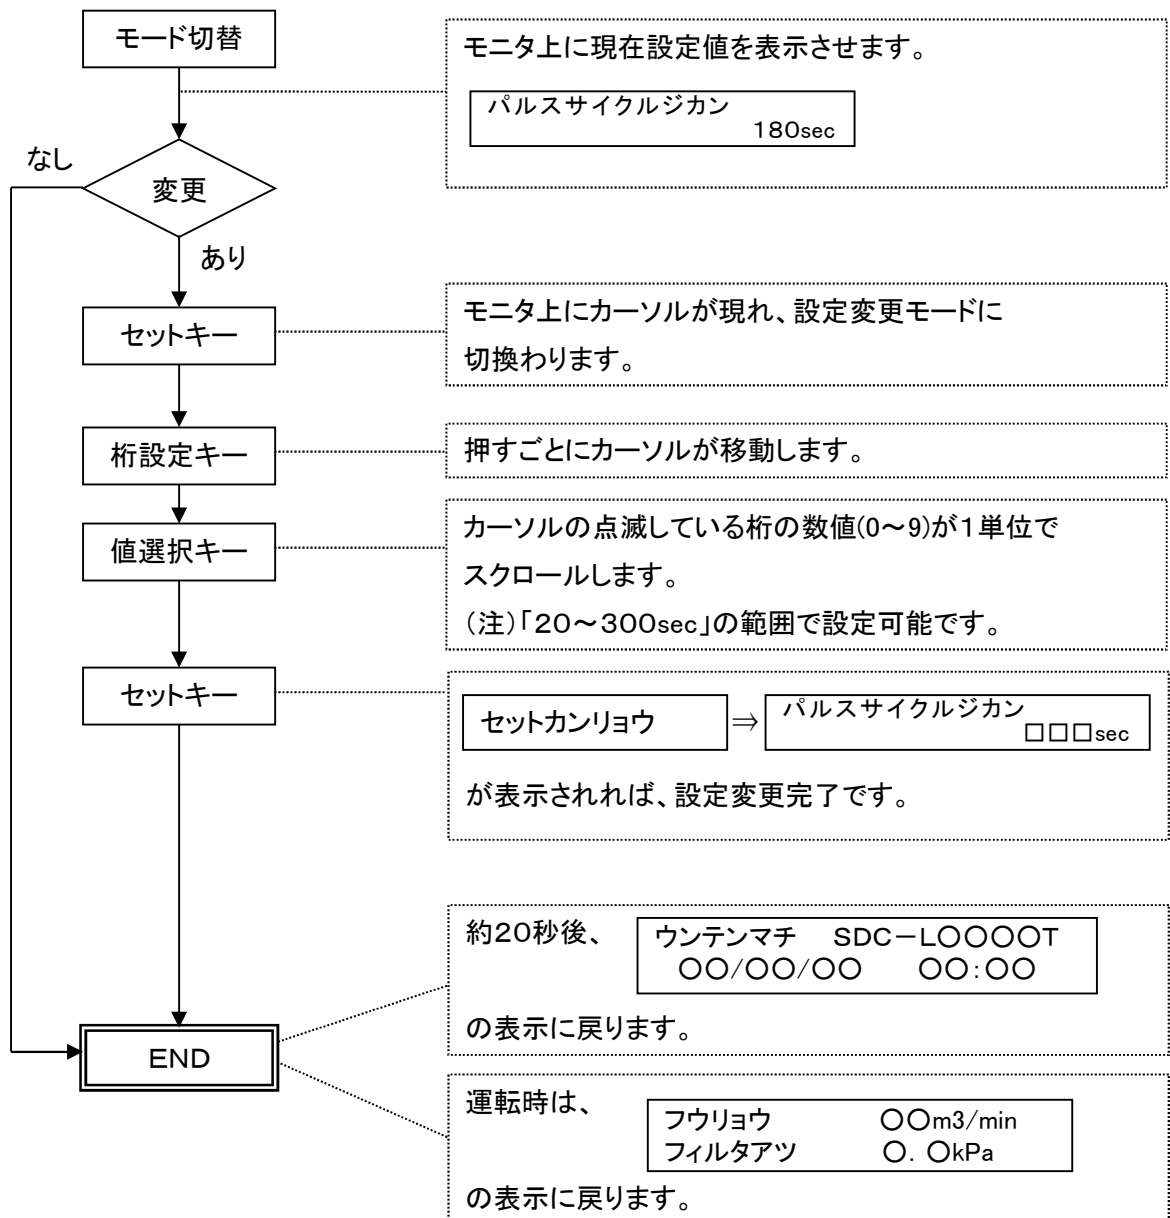 モード切替
モニタ上に現在設定値を表示させます。
パルスサイクルジカン
180sec
なし
変更
あり
セットキー
モニタ上にカーソルが現れ、設定変更モードに
切換わります。
桁設定キー
押すごとにカーソルが移動します。
値選択キー
カーソルの点滅している桁の数値(0～9)が１単位で
スクロールします。
(注)「20～300sec」の範囲で設定可能です。
セットキー
セットカンリョウ ⇒ パルスサイクルジカン
□□□sec
が表示されれば、設定変更完了です。
約20秒後、
ウンテンマチ SDC－L○○○○T
○○/○○/○○ ○○:○○
の表示に戻ります。
END
運転時は、
フウリョウ ○○m3/min
フィルタアツ ○. ○kPa
の表示に戻ります。